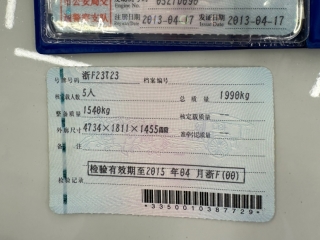 注册日期 2013-04-17 发证日期 2013-04-17
Issue Date
号牌号码 浙F23T23 档案编号
核定载人数 5人 总质量 1990kg
整备质量 1540kg 核定载质量 --
外廓尺寸 4734×1811×1455mm 准牵引总质量 --
备注
检验有效期至2015年04月浙F(00)
检验记录
*3350010387729*